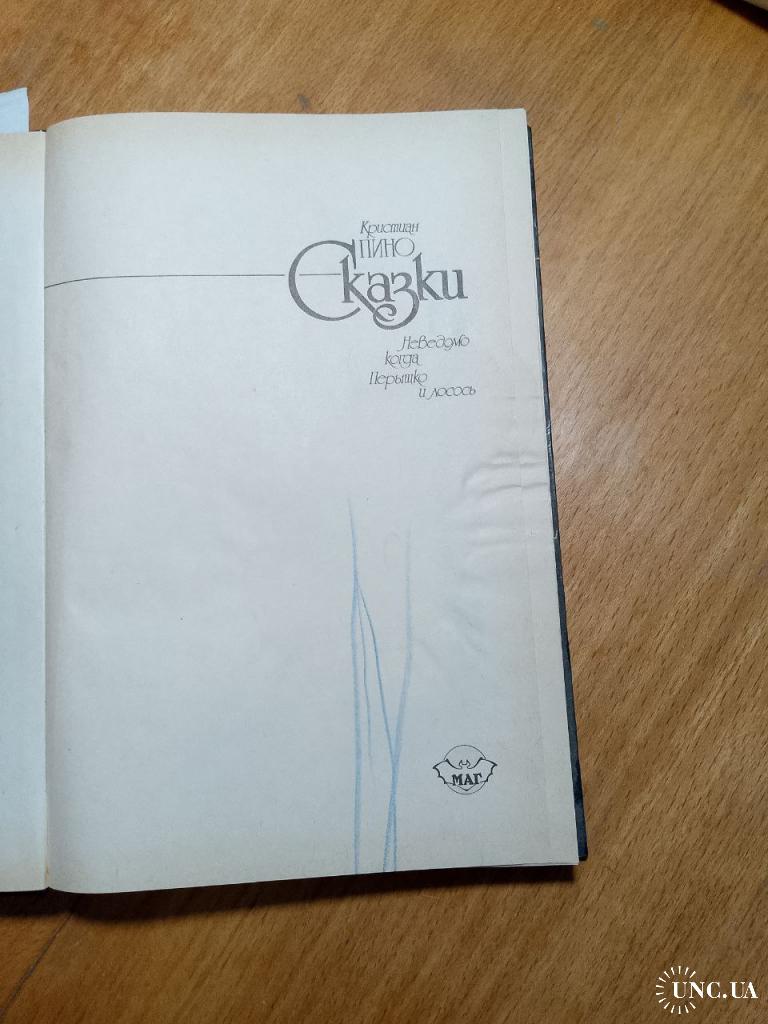 Кристиан
ПИНО
Сказки
Неведомо
когда
Перышко
и лосось
МАГ
UNC.UA